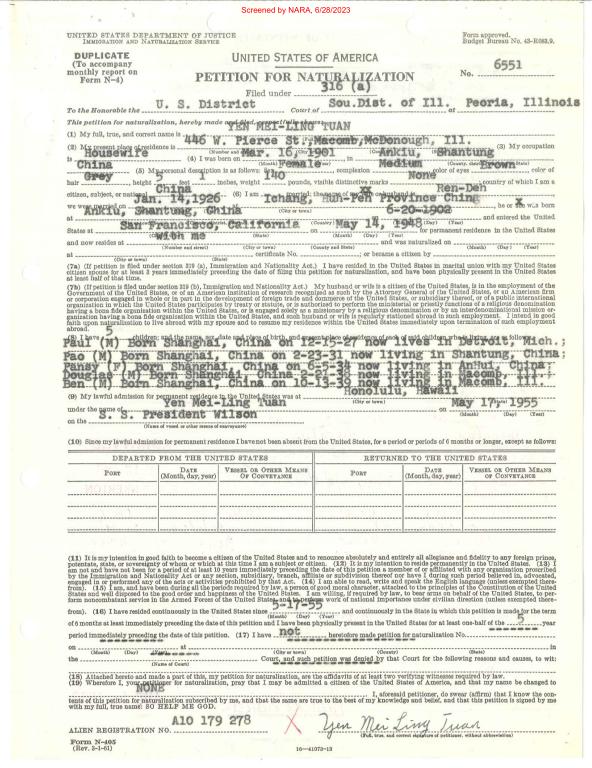 Screened by NARA, 6/28/2023
UNITED STATES DEPARTMENT OF JUSTICE
IMMIGRATION AND NATURALIZATION SERVICE
Form approved.
Budget Bureau No. 43-R083.9.
DUPLICATE
(To accompany
monthly report on
Form N-4)
UNITED STATES OF AMERICA
PETITION FOR NATURALIZATION
No. 6551
Filed under 316 (a)
To the Honorable the U. S. District Court of Sou.Dist. of Ill. at Peoria, Illinois
This petition for naturalization, hereby made and filed, respectfully shows:
(1) My full, true, and correct name is YEN MEI-LING TUAN
(2) My present place of residence is 446 W. Pierce St., Macomb, McDonough, Ill. (3) My occupation
is Housewife (4) I was born on Mar. 16, 1901 in Ankiu, Shantung
China (5) My personal description is as follows: Sex Female complexion Medium color of eyes Brown color of
hair Grey height 5 feet 1 inches, weight 140 pounds, visible distinctive marks None country of which I am a
citizen, subject, or national China (6) I am married; the name of my husband is Ren-Den
we were married on Jan. 14, 1926 at Ichang, Hun-Peh Province China he was born
at Ankiu, Shantung, China on 6-20-1902 and entered the United
States at San Francisco, California on May 14, 1948 for permanent residence in the United States
and now resides at with me and was naturalized on
(Number and street) (City or town) (County and State) (Month) (Day) (Year)
at certificate No. or became a citizen by
(City or town) (State)
(7a) (If petition is filed under section 319 (a), Immigration and Nationality Act.) I have resided in the United States in marital union with my United States
citizen spouse for at least 3 years immediately preceding the date of filing this petition for naturalization, and have been physically present in the United States for
at least half of that time.
(7b) (If petition is filed under section 319 (b), Immigration and Nationality Act.) My husband or wife is a citizen of the United States, is in the employment of the
Government of the United States, or of an American institution of research recognized as such by the Attorney General of the United States, or an American firm
or corporation engaged in whole or in part in the development of foreign trade and commerce of the United States, or subsidiary thereof, or of a public international
organization in which the United States participates by treaty or statute, or is authorized to perform the ministerial or priestly functions of a religious denomination
having a bona fide organization within the United States, or is engaged solely as a missionary by a religious denomination or by an interdenominational mission or-
ganization having a bona fide organization within the United States, and such husband or wife is regularly stationed abroad in such employment. I intend in good
faith upon naturalization to live abroad with my spouse and to resume my residence within the United States immediately upon termination of such employment
abroad.
(8) I have 5 children; and the name, sex, date and place of birth, and present place of residence of each of said children who is living, are as follows:
Paul (M) Born Shanghai, China on 12-15-27 now lives in Detroit, Mich.;
Pao (M) Born Shanghai, China on 2-23-31 now living in Shantung, China;
Pansy (F) Born Shanghai, China on 6-5-34 now living in AnHui, China;
Douglas (M) Born Shanghai, China now living in Macomb, Ill.;
Ben (M) Born Shanghai, China on 10-13-39 now living in Macomb, Ill.
(9) My lawful admission for permanent residence in the United States was at Honolulu, Hawaii
under the name of Yen Mei-Ling Tuan on May 17, 1955
on the S. S. President Wilson
(Name of vessel or other means of conveyance)
(10) Since my lawful admission for permanent residence I have not been absent from the United States, for a period or periods of 6 months or longer, except as follows:
DEPARTED FROM THE UNITED STATES
RETURNED TO THE UNITED STATES
PORT
DATE (Month, day, year)
VESSEL OR OTHER MEANS OF CONVEYANCE
PORT
DATE (Month, day, year)
VESSEL OR OTHER MEANS OF CONVEYANCE
(11) It is my intention in good faith to become a citizen of the United States and to renounce absolutely and entirely all allegiance and fidelity to any foreign prince,
potentate, state, or sovereignty of whom or which at this time I am a subject or citizen. (12) It is my intention to reside permanently in the United States. (13) I
am not and have not been for a period of at least 10 years immediately preceding the date of this petition a member of or affiliated with any organization proscribed
by the Immigration and Nationality Act or any section, subsidiary, branch, affiliate or subdivision thereof nor have I during such period believed in, advocated,
engaged in or performed any of the acts or activities prohibited by that Act. (14) I am able to read, write and speak the English language (unless exempted there-
from). (15) I am, and have been during all the periods required by law, a person of good moral character, attached to the principles of the Constitution of the United
States and well disposed to the good order and happiness of the United States. I am willing, if required by law, to bear arms on behalf of the United States, to per-
form noncombatant service in the Armed Forces of the United States, and to perform work of national importance under civilian direction (unless exempted there-
from). (16) I have resided continuously in the United States since 5-17-55 and continuously in the State in which this petition is made for the term
of 6 months at least immediately preceding the date of this petition and I have been physically present in the United States for at least one-half of the 5 year
period immediately preceding the date of this petition. (17) I have not heretofore made petition for naturalization No.
on at
(Month) (Day) (Year) (City or town) (County) (State)
in the Court, and such petition was denied by that Court for the following reasons and causes, to wit:
(Name of Court)
(18) Attached hereto and made a part of this, my petition for naturalization, are the affidavits of at least two verifying witnesses required by law.
(19) Wherefore I, your petitioner for naturalization, pray that I may be admitted a citizen of the United States of America, and that my name be changed to
NONE
I, aforesaid petitioner, do swear (affirm) that I know the con-
tents of this petition for naturalization subscribed by me, and that the same are true to the best of my knowledge and belief, and that this petition is signed by me
with my full, true name: SO HELP ME GOD.
ALIEN REGISTRATION NO. A10 179 278
X
Yen Mei Ling Tuan
(Full, true, and correct signature of petitioner, without abbreviation)
Form N-405
(Rev. 3-1-61)
16—41073-13